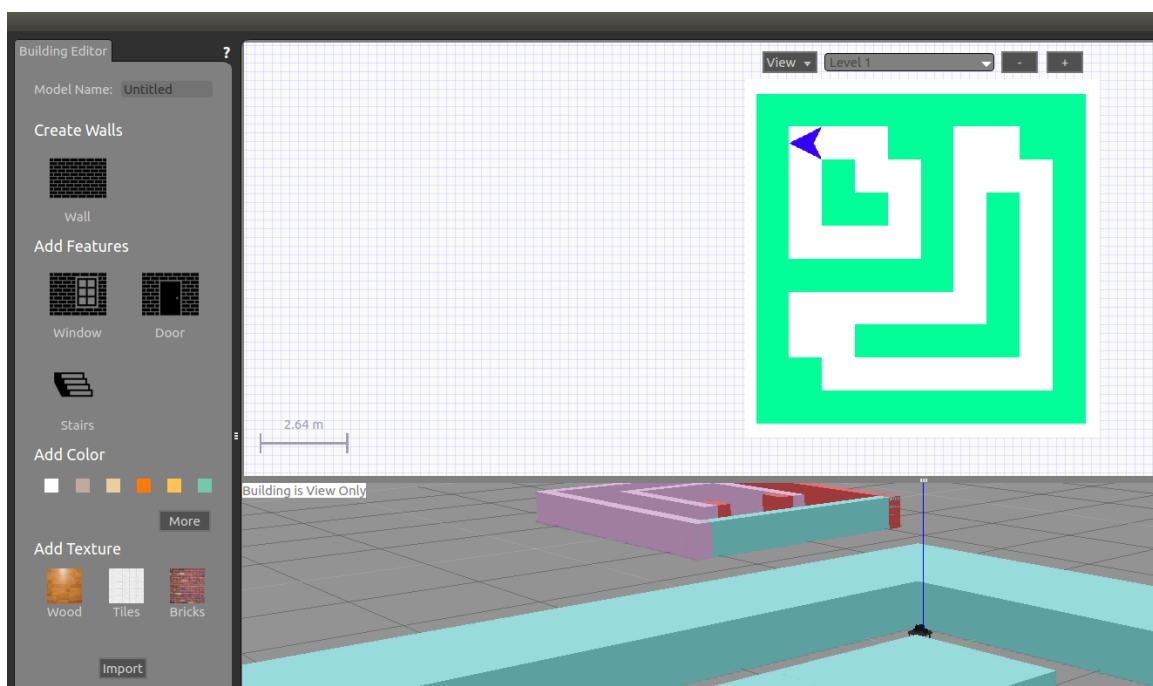 Building Editor
?
Model Name: Untitled
Create Walls
Wall
Add Features
Window Door
Stairs
Add Color
More
Add Texture
Wood Tiles Bricks
Import
View Level 1 - +
2.64 m
Building is View Only